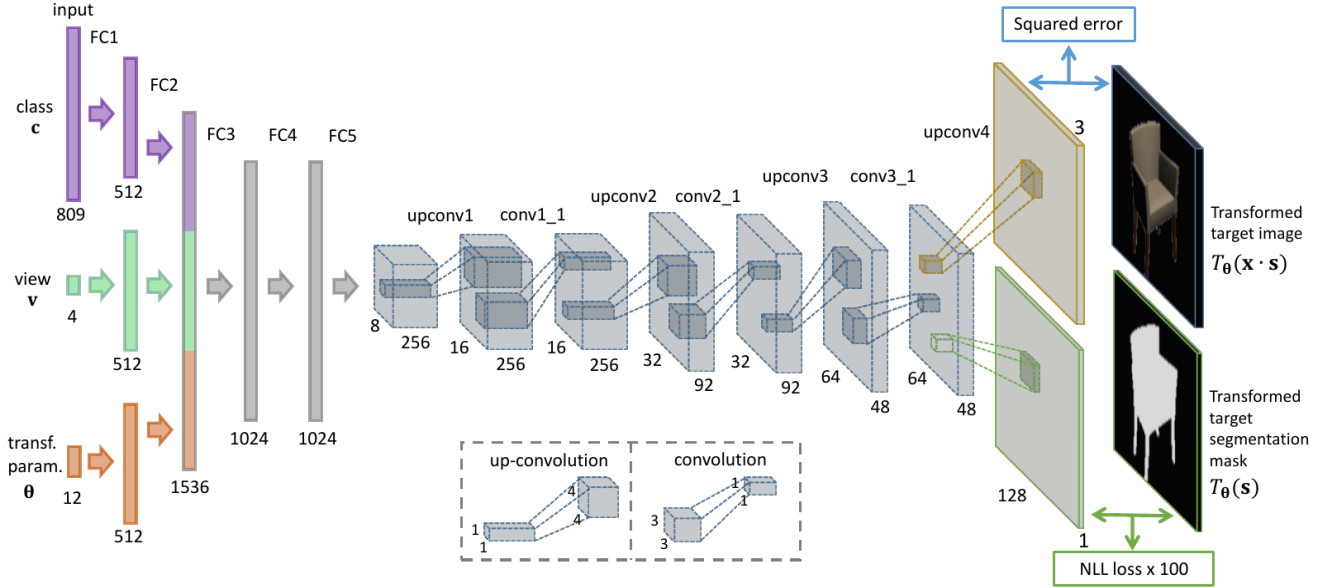 input
FC1
FC2
FC3
FC4
FC5
class
c
809
512
view
v
4
512
transf.
param.
θ
12
512
1536
1024
1024
upconv1
conv1_1
upconv2
conv2_1
upconv3
conv3_1
upconv4
8
256
16
256
16
256
32
92
32
92
64
48
64
48
3
128
1
Squared error
Transformed
target image
T_θ(x · s)
Transformed
target
segmentation
mask
T_θ(s)
NLL loss x 100
up-convolution
1
1
4
4
convolution
3
3
1
1